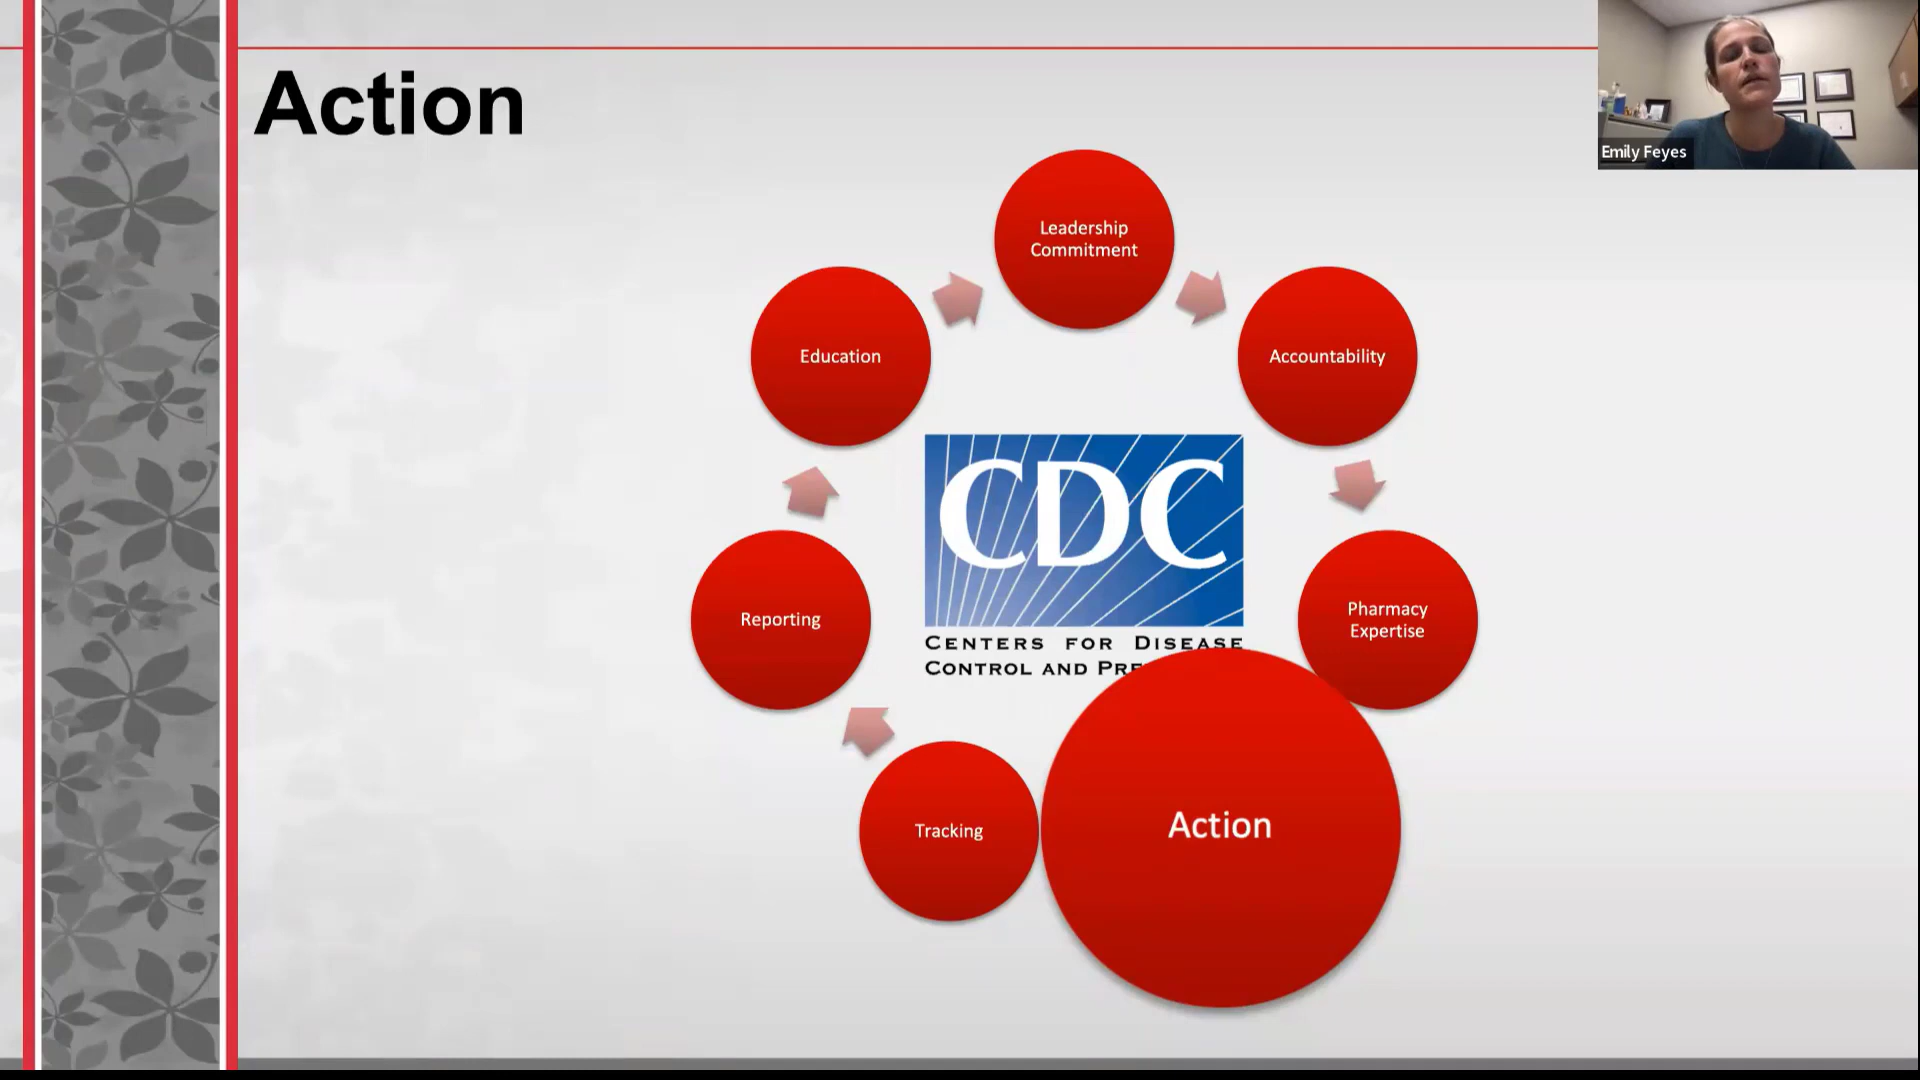 Action
Emily Feyes
Leadership
Commitment
Education
Accountability
CDC
CENTERS FOR DISEASE
CONTROL AND PRE
Reporting
Pharmacy
Expertise
Tracking
Action